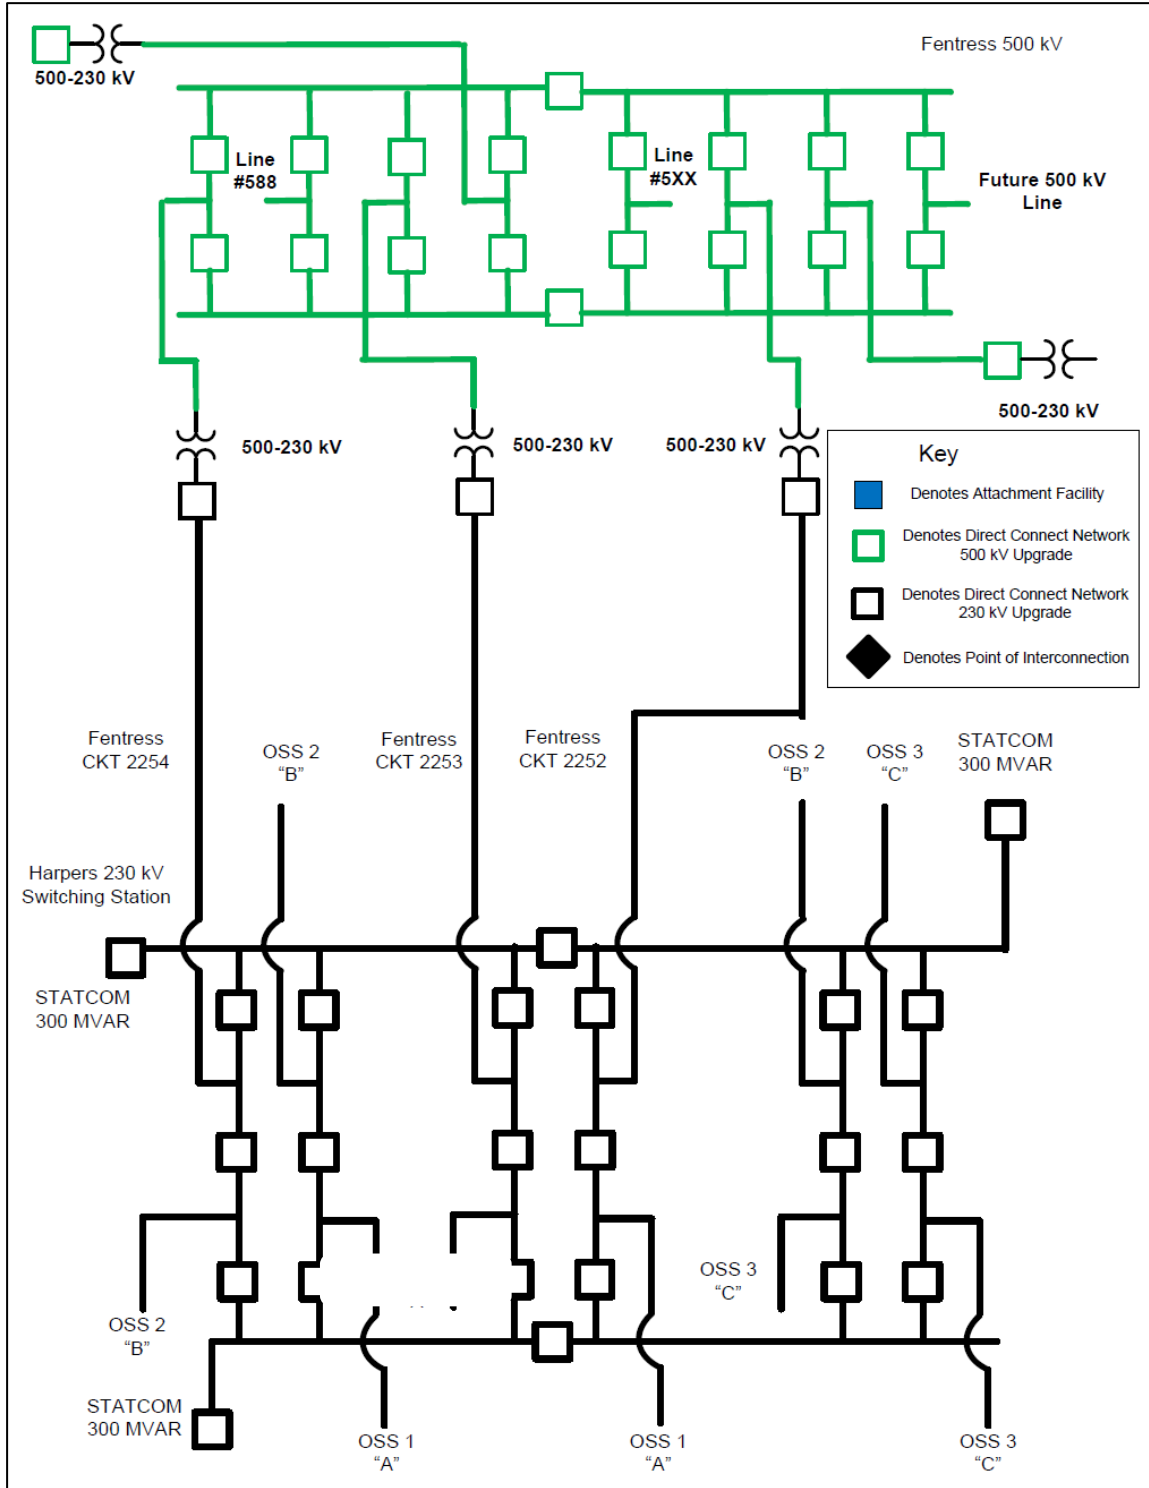 Fentress 500 kV
500-230 kV
Line
#588
Line
#5XX
Future 500 kV
Line
500-230 kV
500-230 kV
500-230 kV
500-230 kV
Key
Denotes Attachment Facility
Denotes Direct Connect Network
500 kV Upgrade
Denotes Direct Connect Network
230 kV Upgrade
Denotes Point of Interconnection
Fentress
CKT 2254
OSS 2
“B”
Fentress
CKT 2253
Fentress
CKT 2252
OSS 2
“B”
OSS 3
“C”
STATCOM
300 MVAR
Harpers 230 kV
Switching Station
STATCOM
300 MVAR
OSS 3
“C”
OSS 2
“B”
STATCOM
300 MVAR
OSS 1
“A”
OSS 1
“A”
OSS 3
“C”